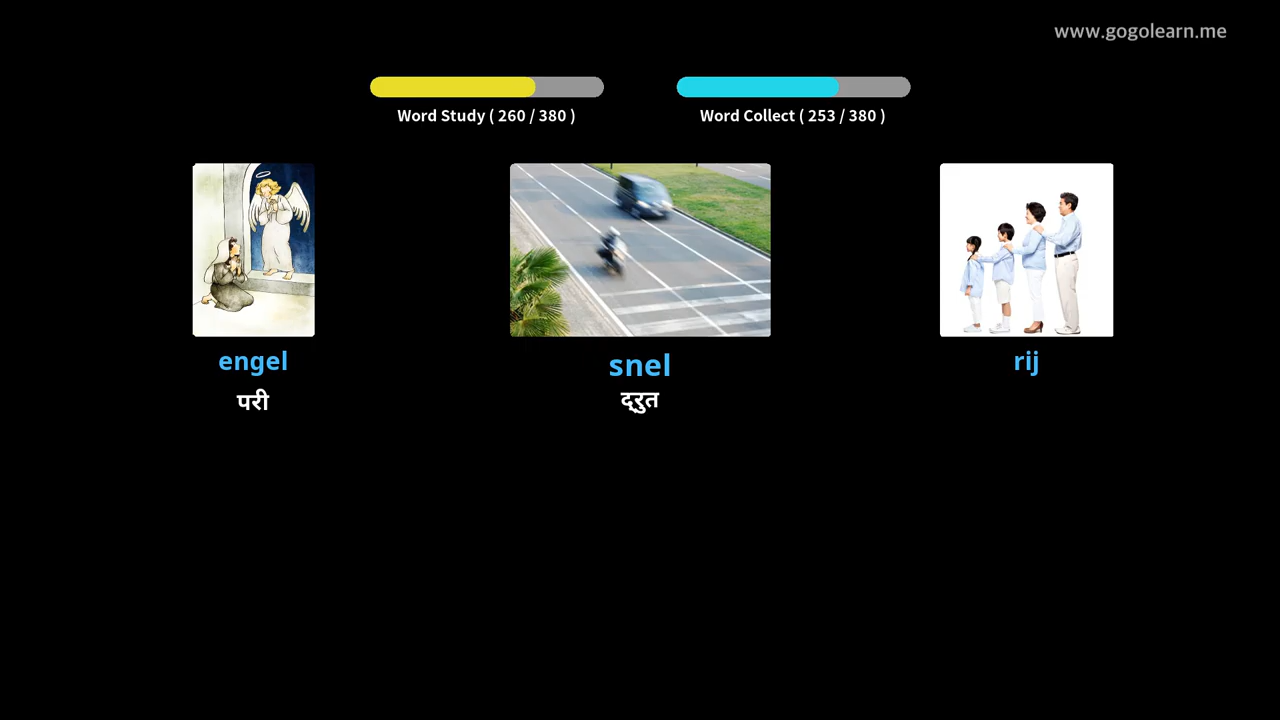 www.gogolearn.me
Word Study ( 260 / 380 )
Word Collect ( 253 / 380 )
engel
snel
rij
परी
द्रुत